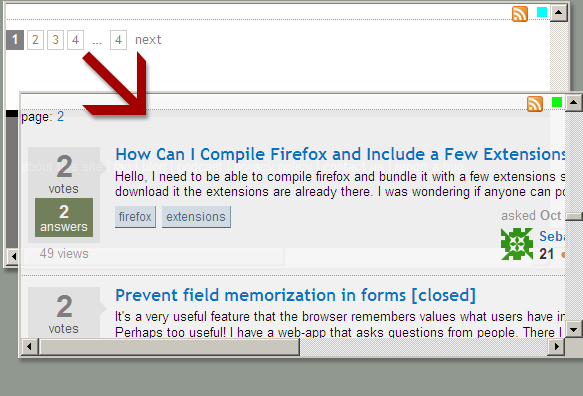 1 2 3 4 ... 4 next
page: 2
2
votes
2
answers
49 views
How Can I Compile Firefox and Include a Few Extensions
Hello, I need to be able to compile firefox and bundle it with a few extensions s
download it the extensions are already there. I was wondering if anyone can po
firefox extensions
asked Oct
Seba
21
2
votes
Prevent field memorization in forms [closed]
It's a very useful feature that the browser remembers values what users have in
Perhaps too useful! I have a web-app that asks questions from people. There I